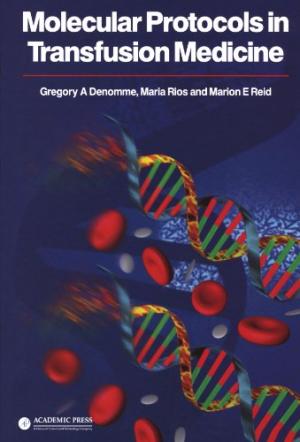 Molecular Protocols in
Transfusion Medicine
Gregory A Denomme, Maria Rios and Marion E Reid
ACADEMIC PRESS